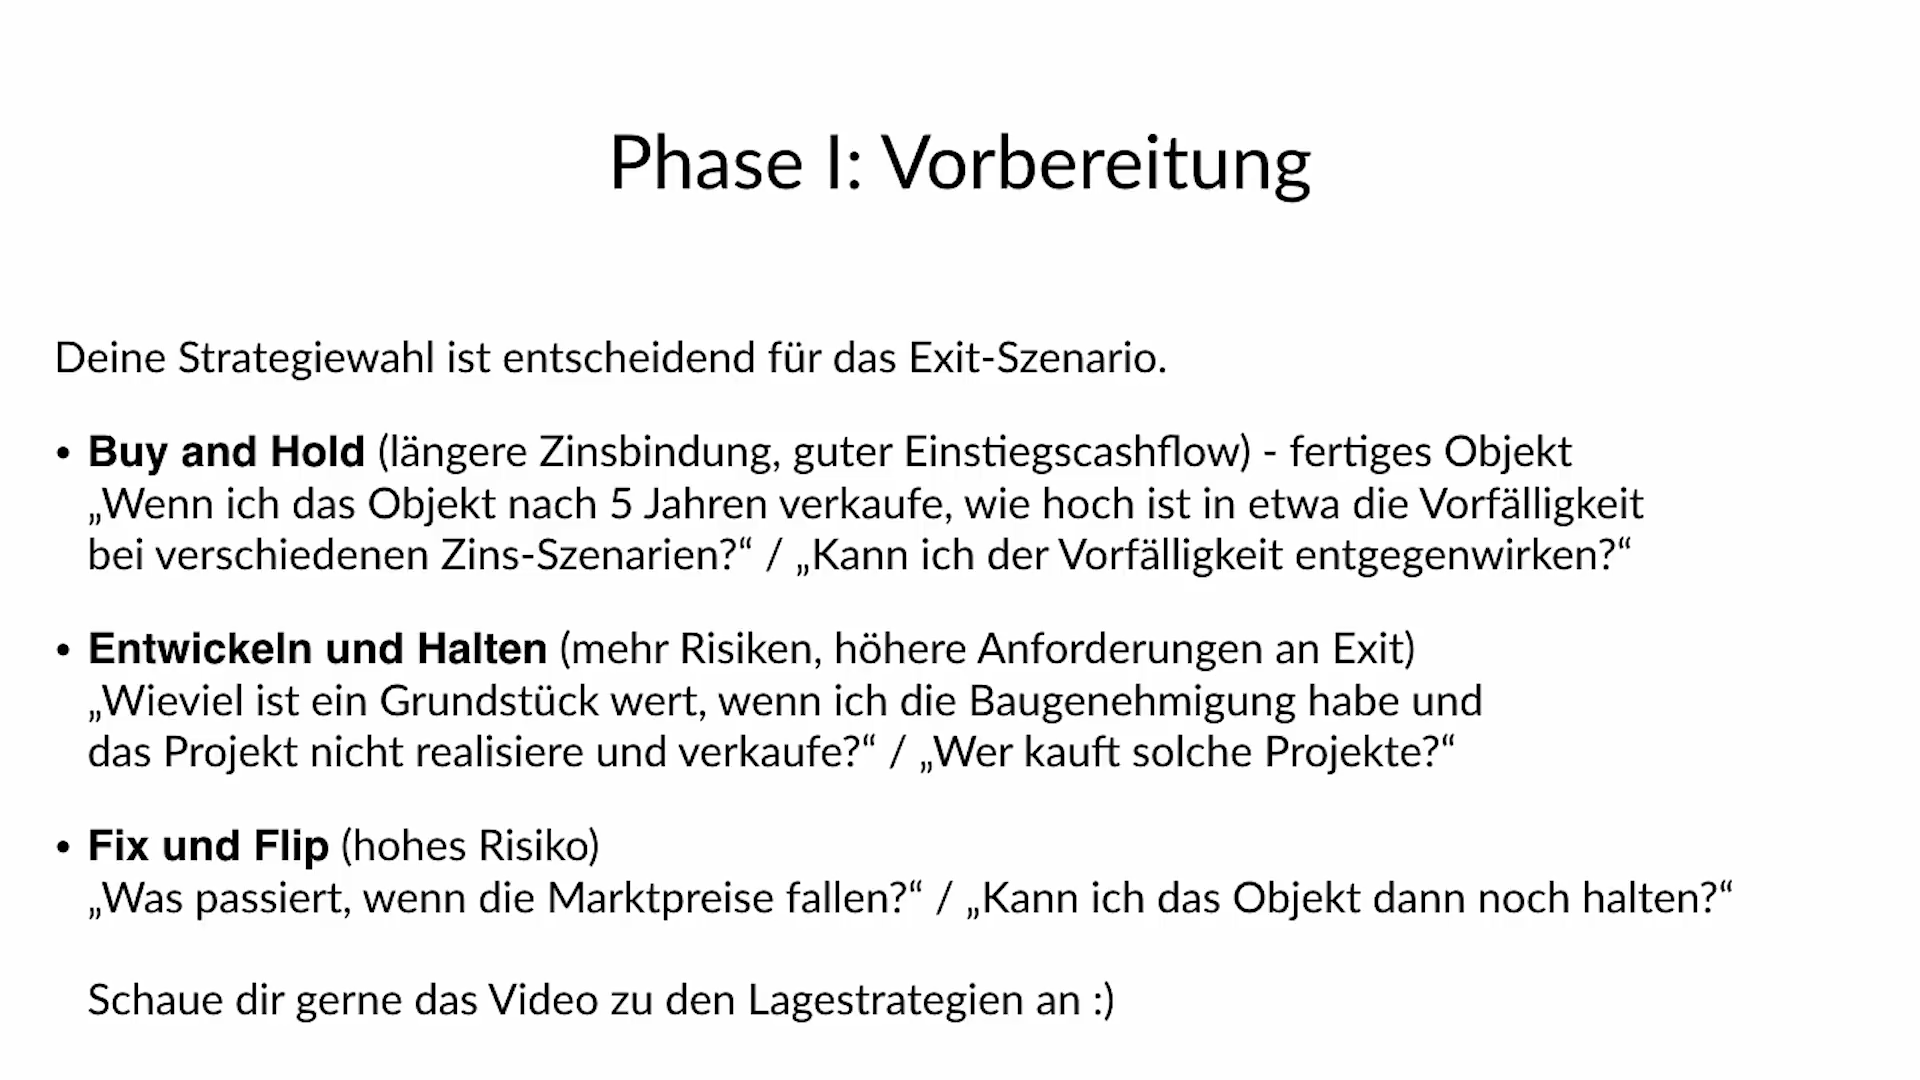 Phase I: Vorbereitung
Deine Strategiewahl ist entscheidend für das Exit-Szenario.
• Buy and Hold (längere Zinsbindung, guter Einstiegscashflow) - fertiges Objekt
„Wenn ich das Objekt nach 5 Jahren verkaufe, wie hoch ist in etwa die Vorfälligkeit
bei verschiedenen Zins-Szenarien?“ / „Kann ich der Vorfälligkeit entgegenwirken?“
• Entwickeln und Halten (mehr Risiken, höhere Anforderungen an Exit)
„Wieviel ist ein Grundstück wert, wenn ich die Baugenehmigung habe und
das Projekt nicht realisiere und verkaufe?“ / „Wer kauft solche Projekte?“
• Fix und Flip (hohes Risiko)
„Was passiert, wenn die Marktpreise fallen?“ / „Kann ich das Objekt dann noch halten?“
Schaue dir gerne das Video zu den Lagestrategien an :)